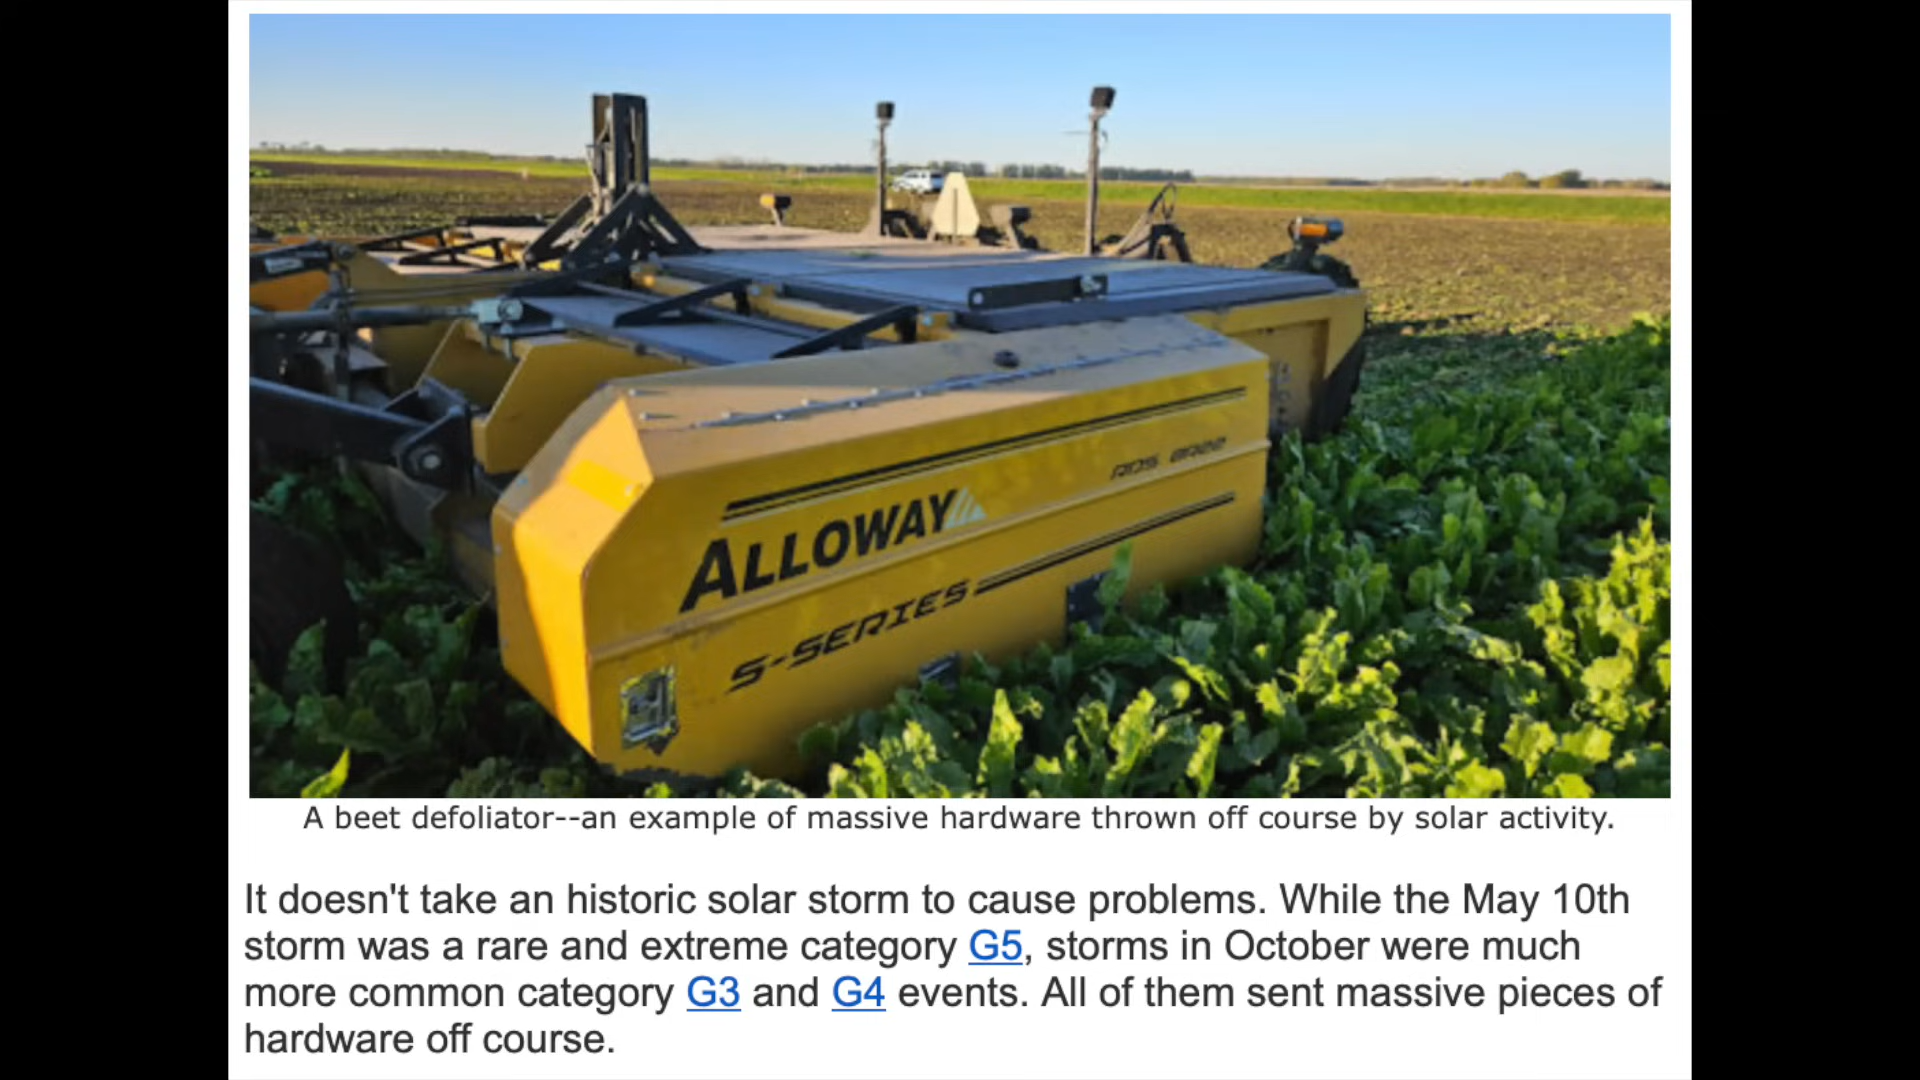 ALLOWAY
S-SERIES
A beet defoliator--an example of massive hardware thrown off course by solar activity.
It doesn't take an historic solar storm to cause problems. While the May 10th
storm was a rare and extreme category G5, storms in October were much
more common category G3 and G4 events. All of them sent massive pieces of
hardware off course.